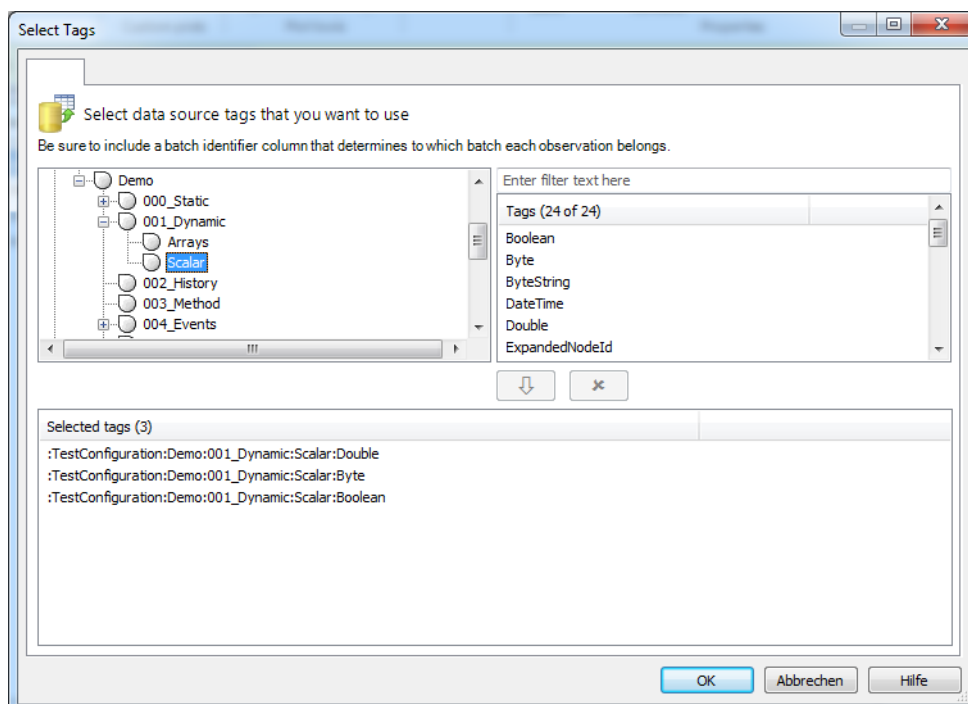 Select Tags
Select data source tags that you want to use
Be sure to include a batch identifier column that determines to which batch each observation belongs.
Demo
000_Static
001_Dynamic
Arrays
Scalar
002_History
003_Method
004_Events
Enter filter text here
Tags (24 of 24)
Boolean
Byte
ByteString
DateTime
Double
ExpandedNodeId
Selected tags (3)
:TestConfiguration:Demo:001_Dynamic:Scalar:Double
:TestConfiguration:Demo:001_Dynamic:Scalar:Byte
:TestConfiguration:Demo:001_Dynamic:Scalar:Boolean
OK Abbrechen Hilfe